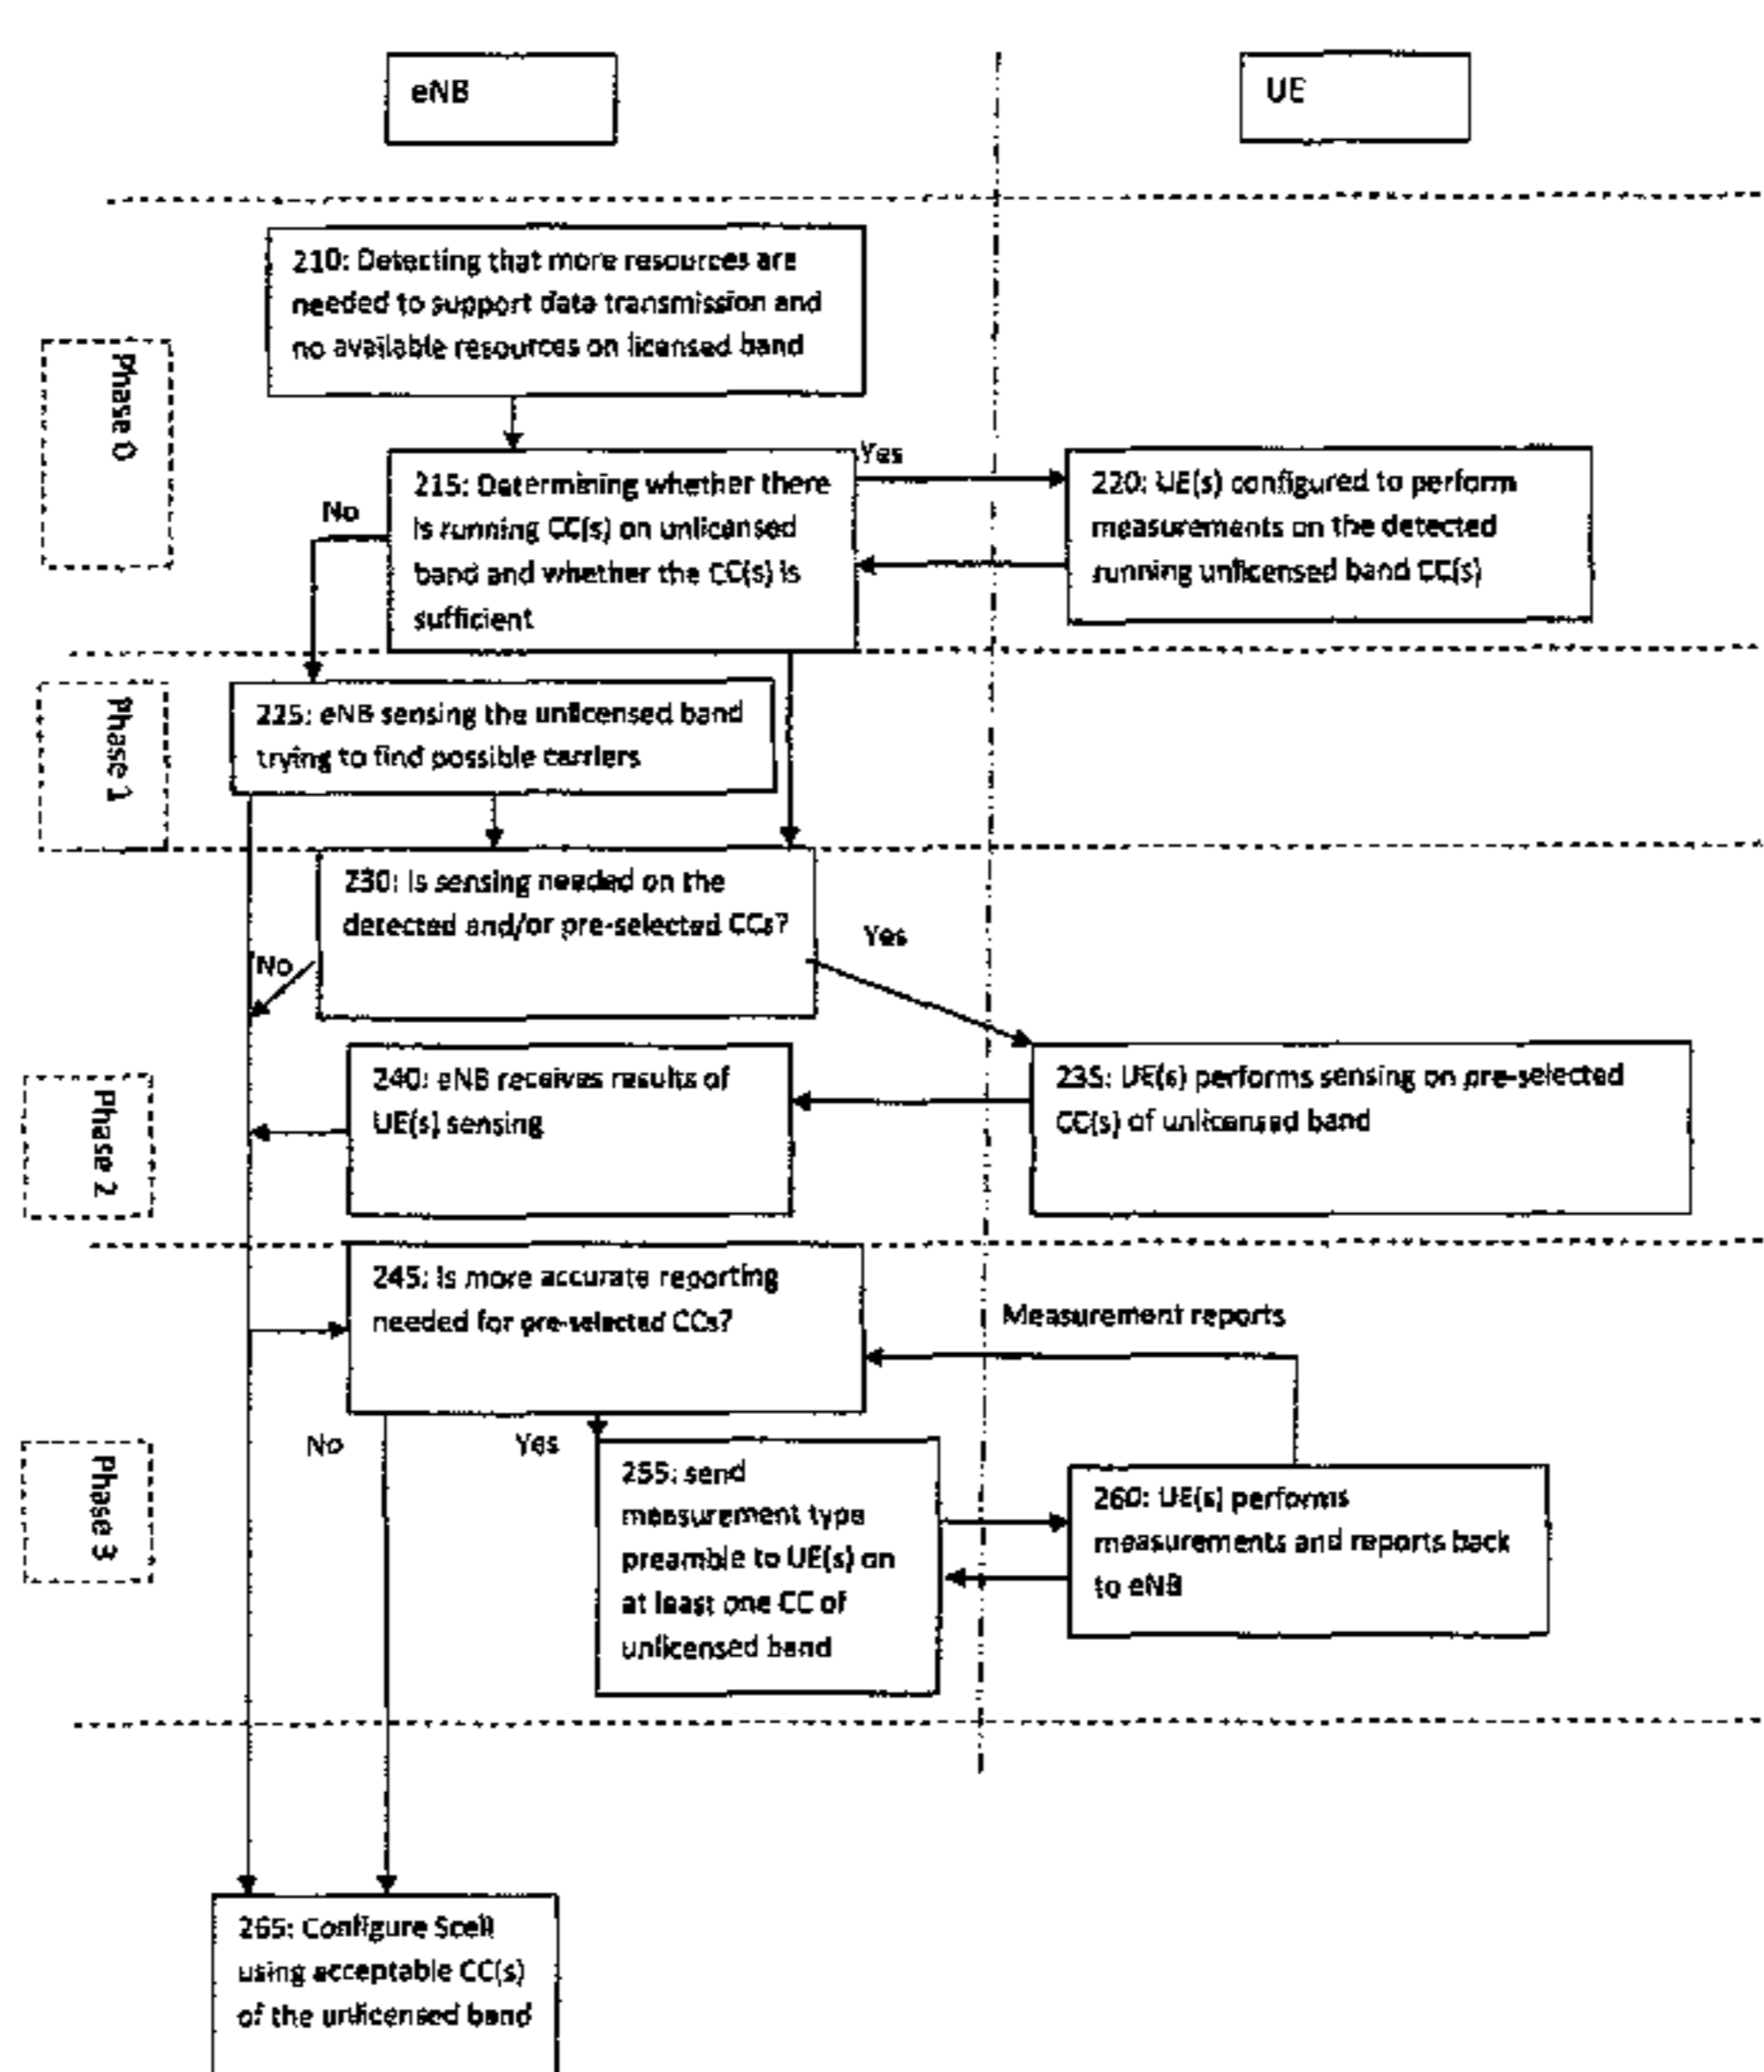 eNB
UE
210: Detecting that more resources are
needed to support data transmission and
no available resources on licensed band
Phase 0
Yes
215: Determining whether there
is running CC(s) on unlicensed
band and whether the CC(s) is
sufficient
No
220: UE(s) configured to perform
measurements on the detected
running unlicensed band CC(s)
Phase 1
225: eNB sensing the unlicensed band
trying to find possible carriers
230: Is sensing needed on the
detected and/or pre-selected CCs?
Yes
No
Phase 2
240: eNB receives results of
UE(s) sensing
235: UE(s) performs sensing on pre-selected
CC(s) of unlicensed band
245: Is more accurate reporting
needed for pre-selected CCs?
Measurement reports
No
Yes
Phase 3
255: send
measurement type
preamble to UE(s) on
at least one CC of
unlicensed band
260: UE(s) performs
measurements and reports back
to eNB
265: Configure Scell
using acceptable CC(s)
of the unlicensed band